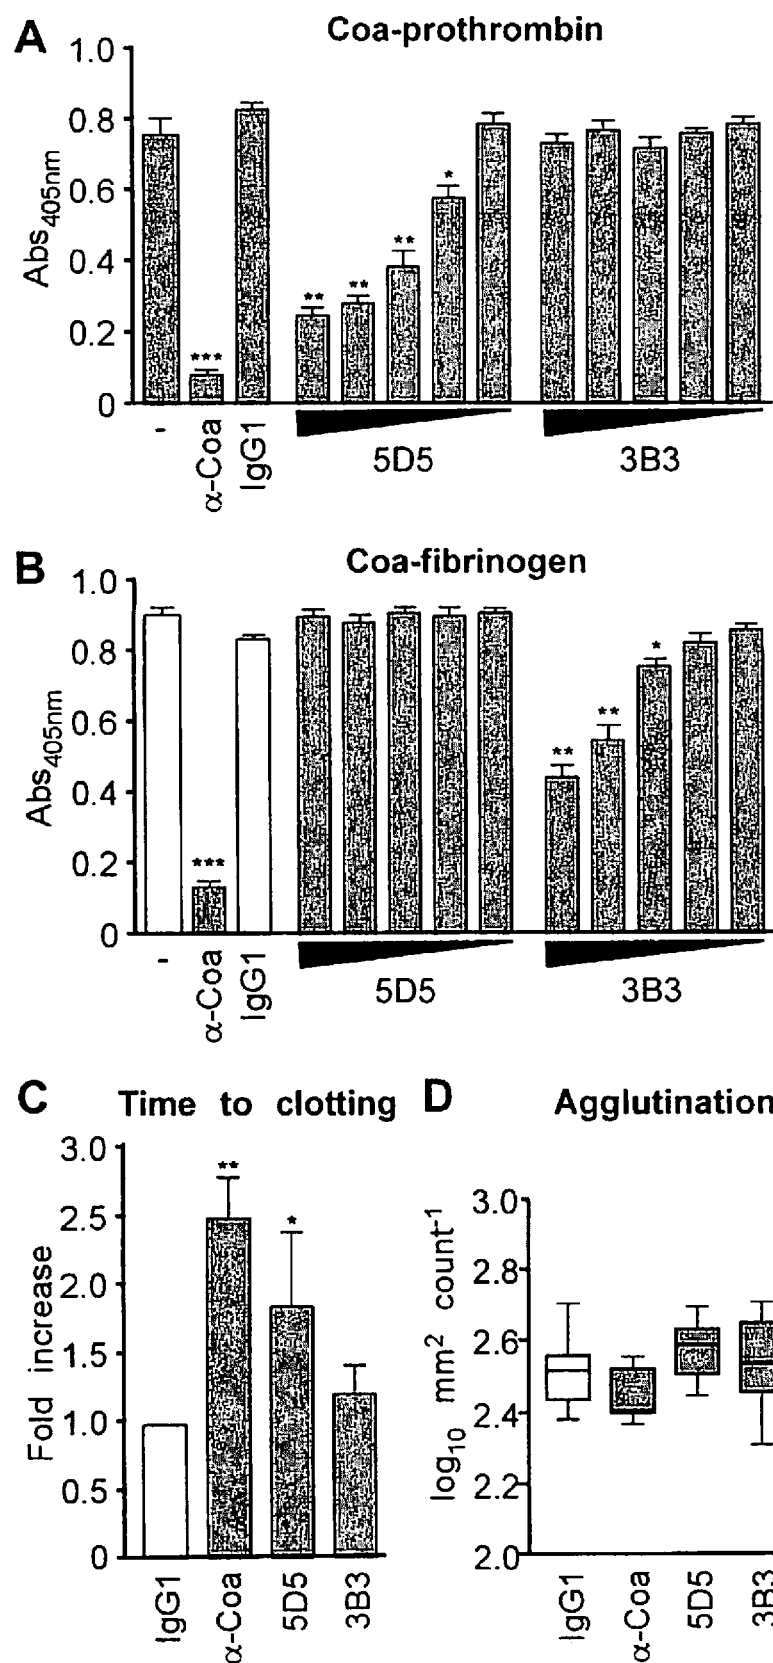 A
Coa-prothrombin
1.0
0.8
0.6
0.4
0.2
0
Abs405nm
***
**
**
**
*
-
α-Coa
IgG1
5D5
3B3
B
Coa-fibrinogen
1.0
0.8
0.6
0.4
0.2
0
Abs405nm
***
**
**
*
-
α-Coa
IgG1
5D5
3B3
C
Time to clotting
3.0
2.5
2.0
1.5
1.0
0.5
0
Fold increase
**
*
IgG1
α-Coa
5D5
3B3
D
Agglutination
3.0
2.8
2.6
2.4
2.2
2.0
log10 mm2 count-1
IgG1
α-Coa
5D5
3B3